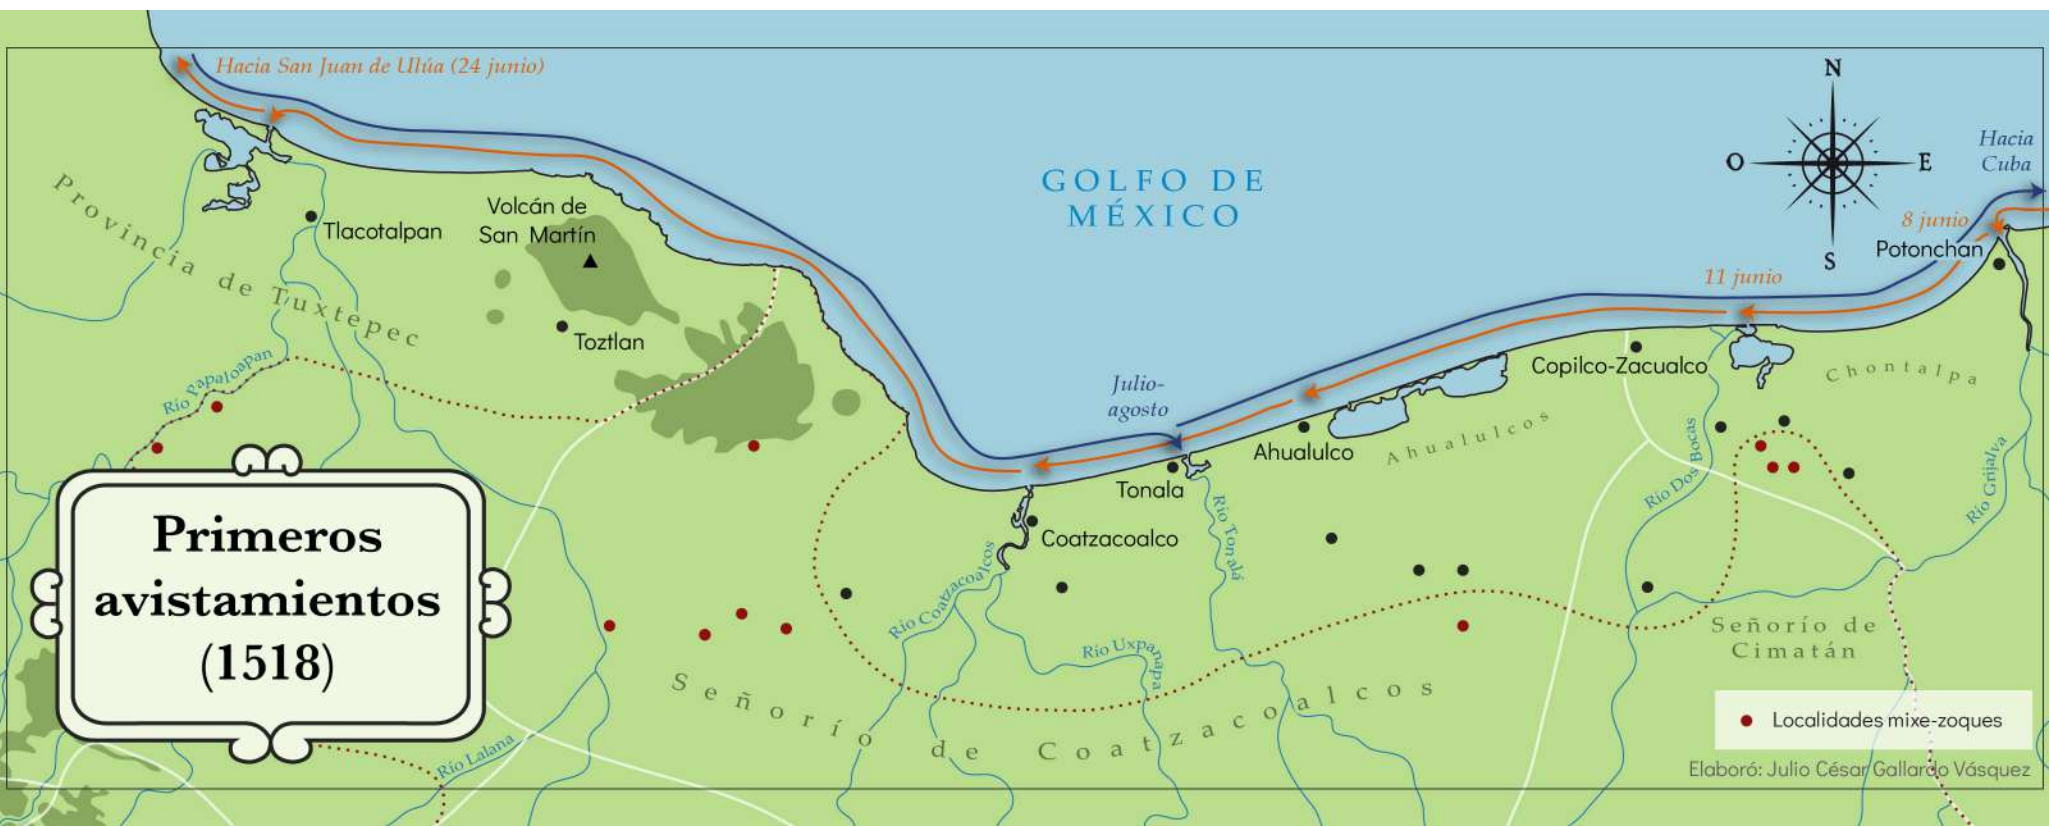 Hacia San Juan de Ulúa (24 junio)
N
O
E
S
Hacia
Cuba
GOLFO DE
MÉXICO
8 junio
Potonchan
11 junio
Volcán de
San Martín
Tlacotalpan
Provincia de Tuxtepec
Toztlan
Río Papaloapan
Julio-
agosto
Copilco-Zacualco
Chontalpa
Ahualulco
Ahualulcos
Tonala
Río Tonalá
Río Dos Bocas
Río Grijalva
Coatzacoalco
Río Coatzacoalcos
Río Uxpanapa
Primeros
avistamientos
(1518)
Señorío de Coatzacoalcos
Señorío de
Cimatán
Río Lalana
Localidades mixe-zoques
Elaboró: Julio César Gallardo Vásquez